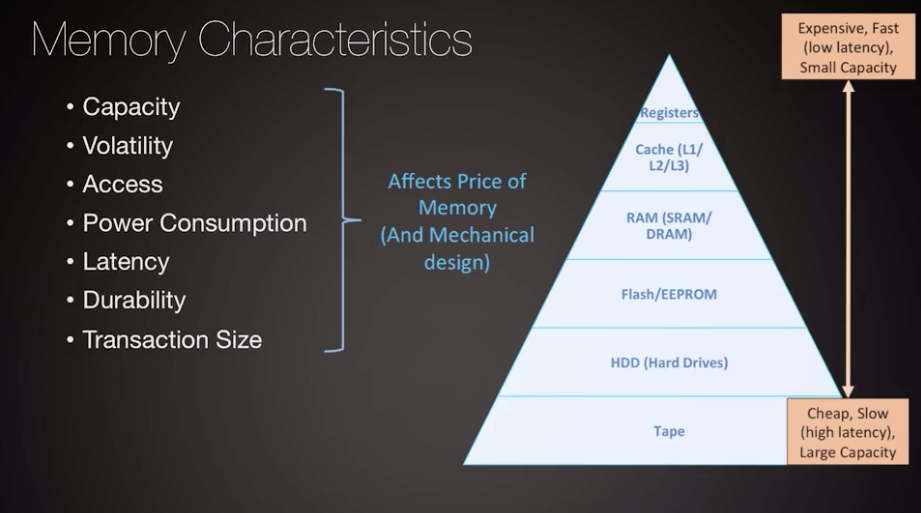 Memory Characteristics
• Capacity
• Volatility
• Access
• Power Consumption
• Latency
• Durability
• Transaction Size
Affects Price of
Memory
(And Mechanical
design)
Registers
Cache (L1/
L2/L3)
RAM (SRAM/
DRAM)
Flash/EEPROM
HDD (Hard Drives)
Tape
Expensive, Fast
(low latency),
Small Capacity
Cheap, Slow
(high latency),
Large Capacity